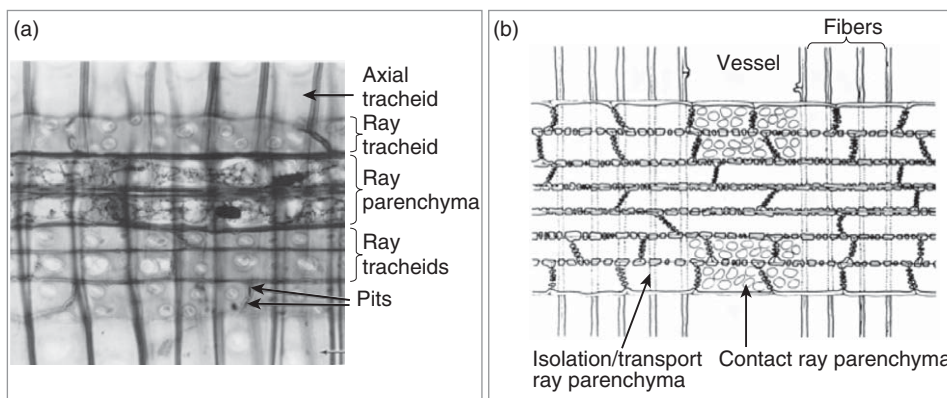 (a)
Axial
tracheid
Ray
tracheid
Ray
parenchyma
Ray
tracheids
Pits
(b)
Fibers
Vessel
Isolation/transport
ray parenchyma
Contact ray parenchyma